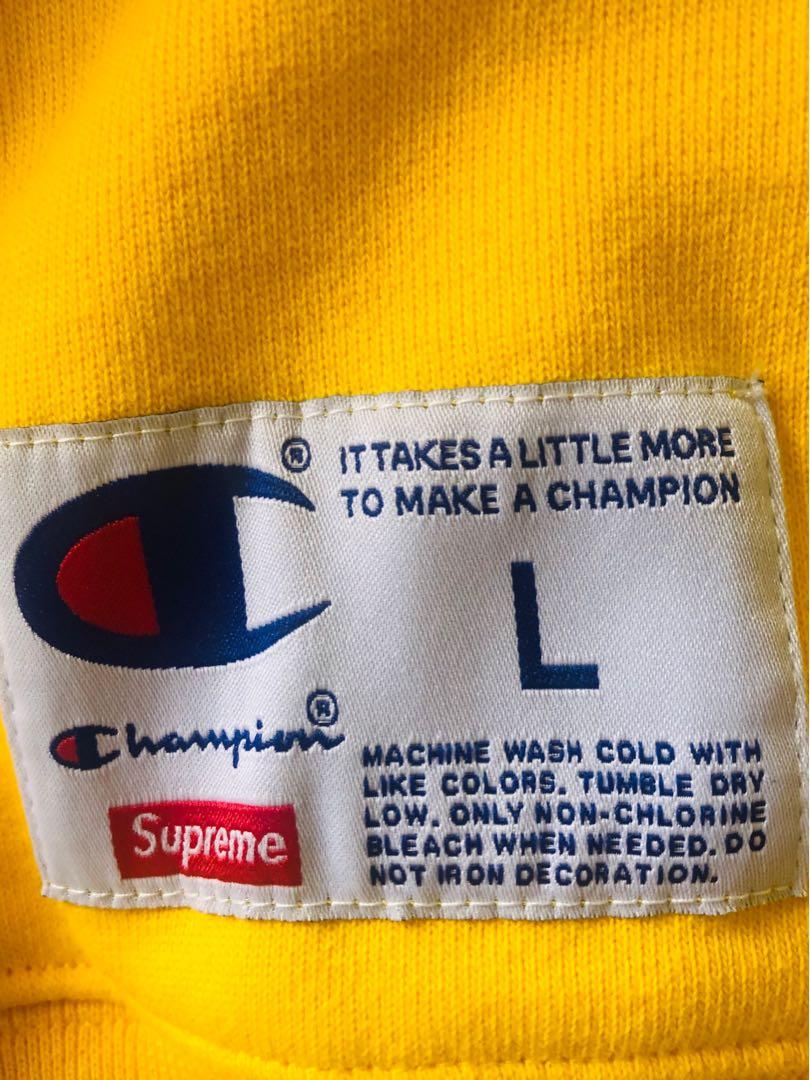 ® IT TAKES A LITTLE MORE
TO MAKE A CHAMPION
L
Champion®
Supreme
MACHINE WASH COLD WITH
LIKE COLORS. TUMBLE DRY
LOW. ONLY NON-CHLORINE
BLEACH WHEN NEEDED. DO
NOT IRON DECORATION.